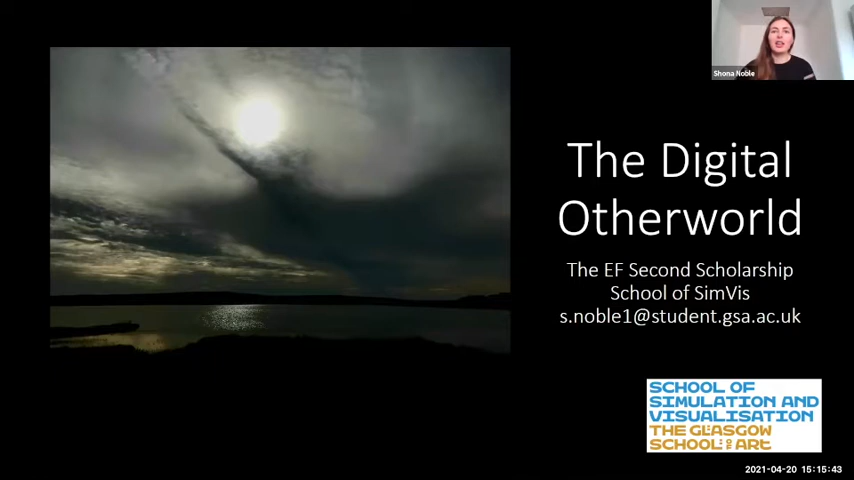 Shona Noble
The Digital
Otherworld
The EF Second Scholarship
School of SimVis
s.noble1@student.gsa.ac.uk
SCHOOL OF
SIMULATION AND
VISUALISATION
THE GLASGOW
SCHOOL OF ART
2021-04-20 15:15:43